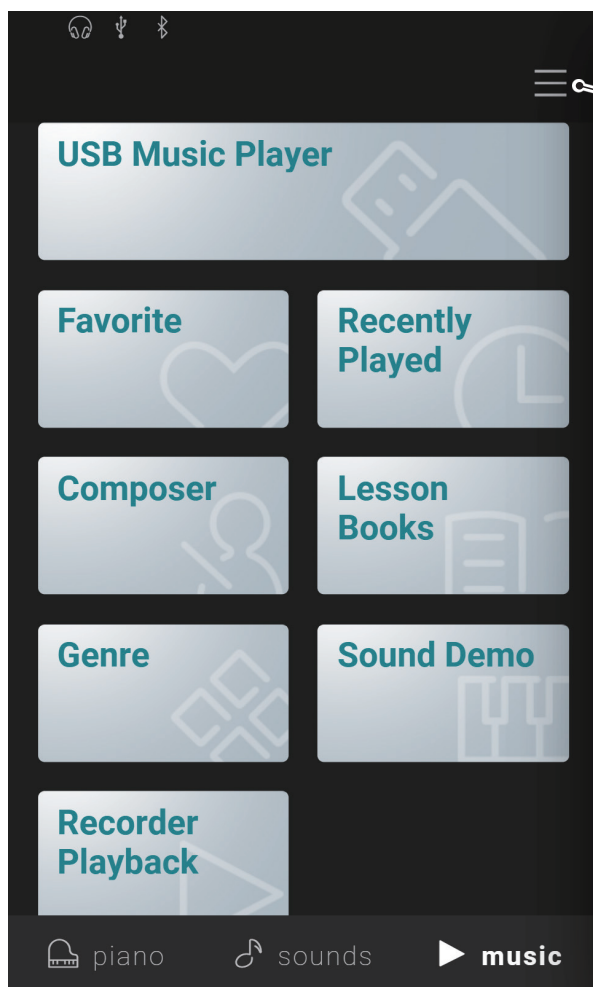 USB Music Player
Favorite
Recently
Played
Composer
Lesson
Books
Genre
Sound Demo
Recorder
Playback
piano
sounds
music